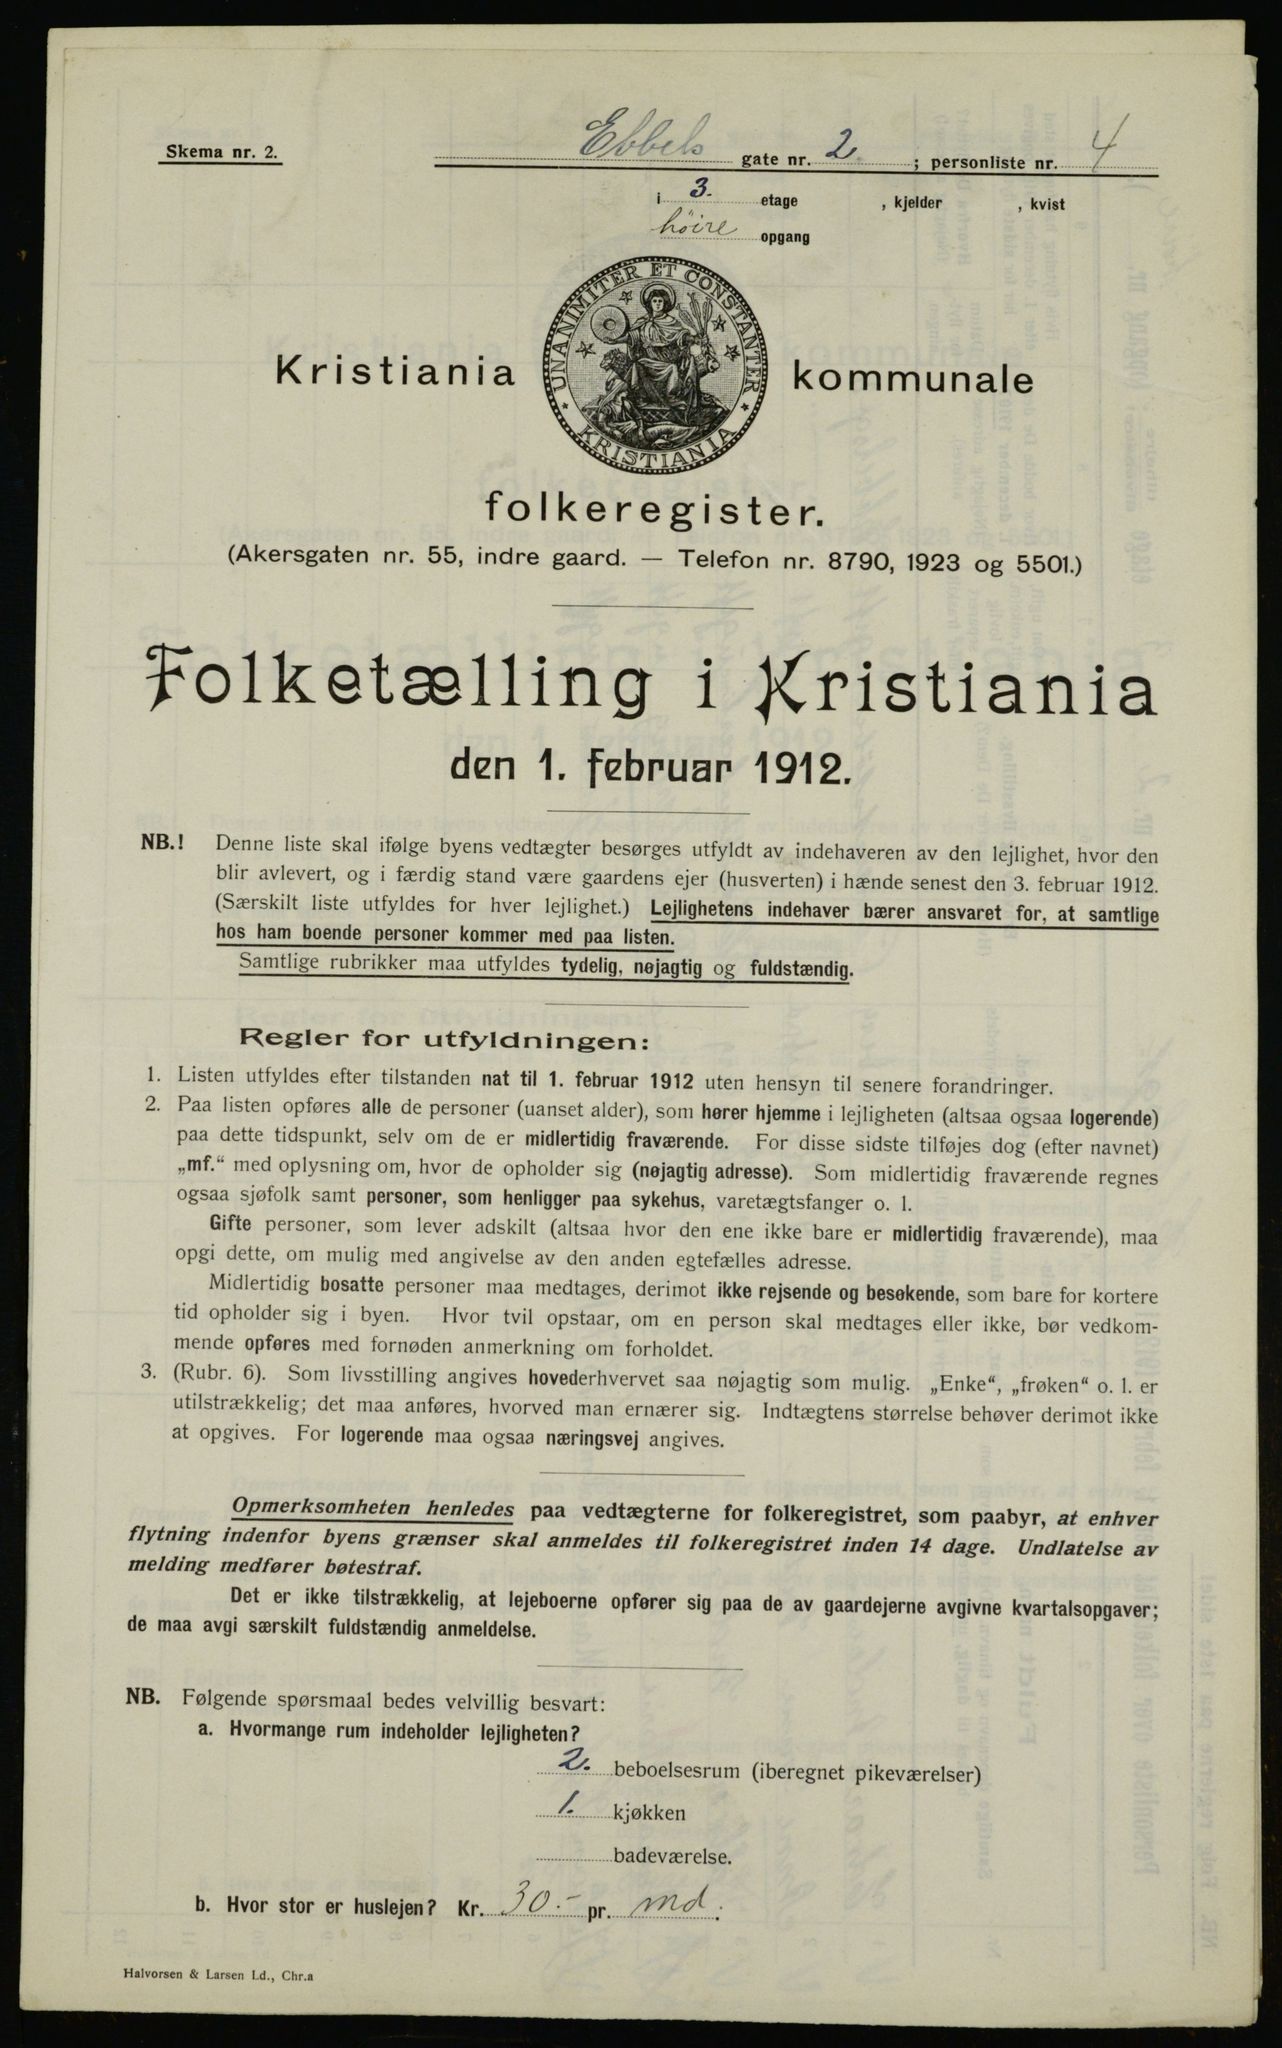 Skema nr. 2.
Ebbels gate nr. 2 ; personliste nr. 4
i 3. etage , kjelder , kvist
höire opgang
UNANIMITER ET CONSTANTER
KRISTIANIA
Kristiania kommunale
folkeregister.
(Akersgaten nr. 55, indre gaard. — Telefon nr. 8790, 1923 og 5501.)
Folketælling i Kristiania
den 1. februar 1912.
NB.! Denne liste skal ifølge byens vedtægter besørges utfyldt av indehaveren av den lejlighet, hvor den
blir avlevert, og i færdig stand være gaardens ejer (husverten) i hænde senest den 3. februar 1912.
(Særskilt liste utfyldes for hver lejlighet.) Lejlighetens indehaver bærer ansvaret for, at samtlige
hos ham boende personer kommer med paa listen.
Samtlige rubrikker maa utfyldes tydelig, nøjagtig og fuldstændig.
Regler for utfyldningen:
1. Listen utfyldes efter tilstanden nat til 1. februar 1912 uten hensyn til senere forandringer.
2. Paa listen opføres alle de personer (uanset alder), som hører hjemme i lejligheten (altsaa ogsaa logerende)
paa dette tidspunkt, selv om de er midlertidig fraværende. For disse sidste tilføjes dog (efter navnet)
„mf.“ med oplysning om, hvor de opholder sig (nøjagtig adresse). Som midlertidig fraværende regnes
ogsaa sjøfolk samt personer, som henligger paa sykehus, varetægtsfanger o. l.
Gifte personer, som lever adskilt (altsaa hvor den ene ikke bare er midlertidig fraværende), maa
opgi dette, om mulig med angivelse av den anden egtefælles adresse.
Midlertidig bosatte personer maa medtages, derimot ikke rejsende og besøkende, som bare for kortere
tid opholder sig i byen. Hvor tvil opstaar, om en person skal medtages eller ikke, bør vedkom-
mende opføres med fornøden anmerkning om forholdet.
3. (Rubr. 6). Som livsstilling angives hovederhvervet saa nøjagtig som mulig. „Enke“, „frøken“ o. l. er
utilstrækkelig; det maa anføres, hvorved man ernærer sig. Indtægtens størrelse behøver derimot ikke
at opgives. For logerende maa ogsaa næringsvej angives.
Opmerksomheten henledes paa vedtægterne for folkeregistret, som paabyr, at enhver
flytning indenfor byens grænser skal anmeldes til folkeregistret inden 14 dage. Undlatelse av
melding medfører bøtestraf.
Det er ikke tilstrækkelig, at lejeboerne opfører sig paa de av gaardejerne avgivne kvartalsopgaver;
de maa avgi særskilt fuldstændig anmeldelse.
NB. Følgende spørsmaal bedes velvillig besvart:
a. Hvormange rum indeholder lejligheten?
2. beboelsesrum (iberegnet pikeværelser)
1. kjøkken
badeværelse.
b. Hvor stor er huslejen? Kr. 30.- pr. md.
Halvorsen & Larsen Ld., Chr.a